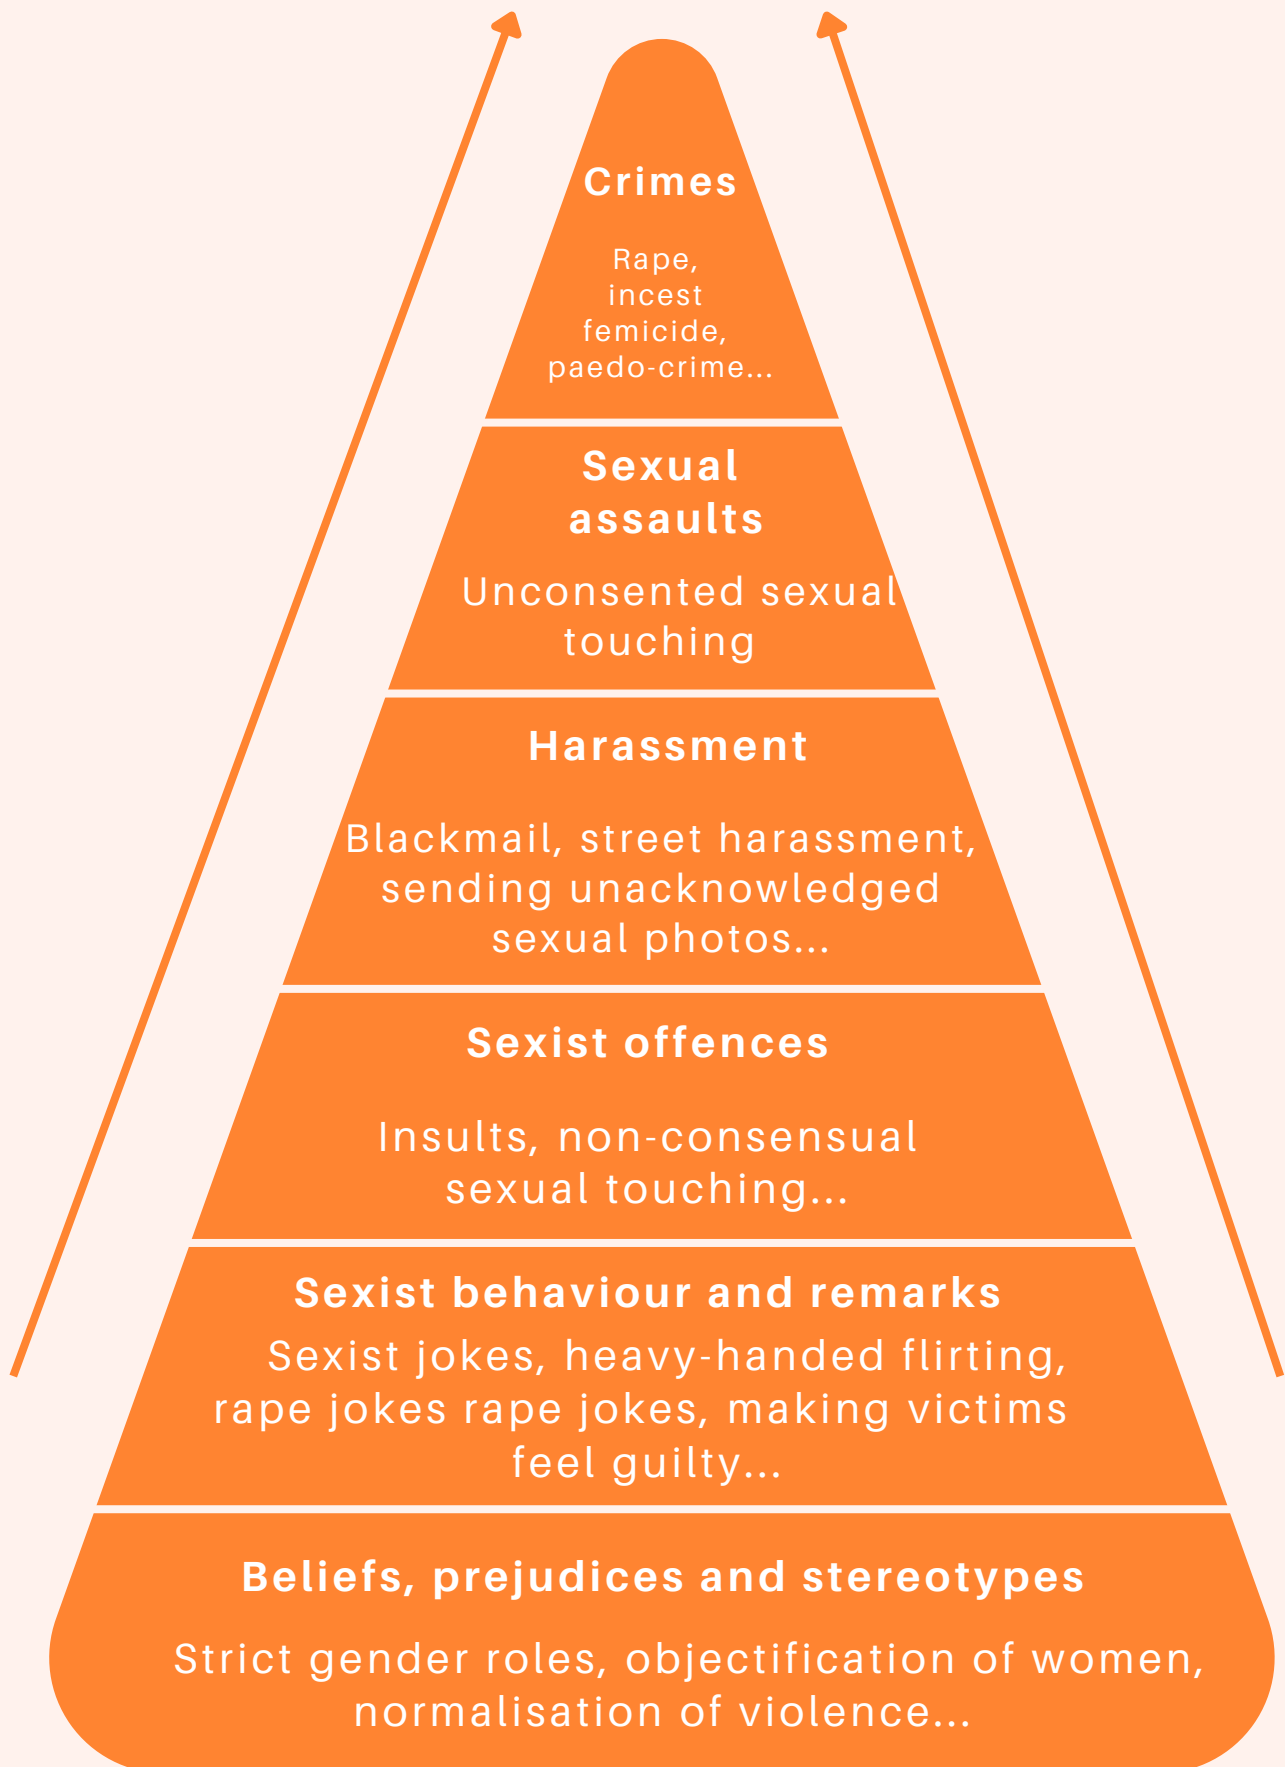 Crimes
Rape,
incest
femicide,
paedo-crime...
Sexual
assaults
Unconsented sexual
touching
Harassment
Blackmail, street harassment,
sending unacknowledged
sexual photos...
Sexist offences
Insults, non-consensual
sexual touching...
Sexist behaviour and remarks
Sexist jokes, heavy-handed flirting,
rape jokes rape jokes, making victims
feel guilty...
Beliefs, prejudices and stereotypes
Strict gender roles, objectification of women,
normalisation of violence...